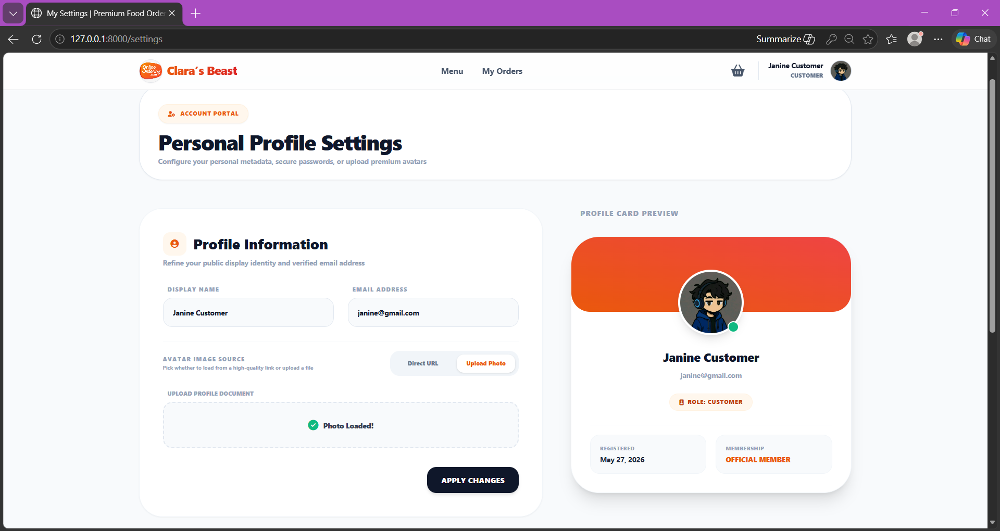 My Settings | Premium Food Orde
127.0.0.1:8000/settings
Summarize
Chat
Online
Ordering
.com
Clara's Beast
Menu
My Orders
Janine Customer
CUSTOMER
ACCOUNT PORTAL
Personal Profile Settings
Configure your personal metadata, secure passwords, or upload premium avatars
Profile Information
Refine your public display identity and verified email address
DISPLAY NAME
EMAIL ADDRESS
Janine Customer
janine@gmail.com
AVATAR IMAGE SOURCE
Pick whether to load from a high-quality link or upload a file
Direct URL
Upload Photo
UPLOAD PROFILE DOCUMENT
Photo Loaded!
APPLY CHANGES
PROFILE CARD PREVIEW
Janine Customer
janine@gmail.com
ROLE: CUSTOMER
REGISTERED
May 27, 2026
MEMBERSHIP
OFFICIAL MEMBER